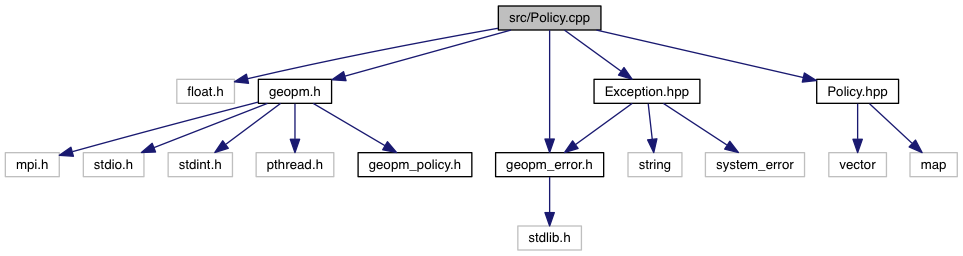 src/Policy.cpp
float.h
geopm.h
Exception.hpp
Policy.hpp
mpi.h
stdio.h
stdint.h
pthread.h
geopm_policy.h
geopm_error.h
string
system_error
vector
map
stdlib.h